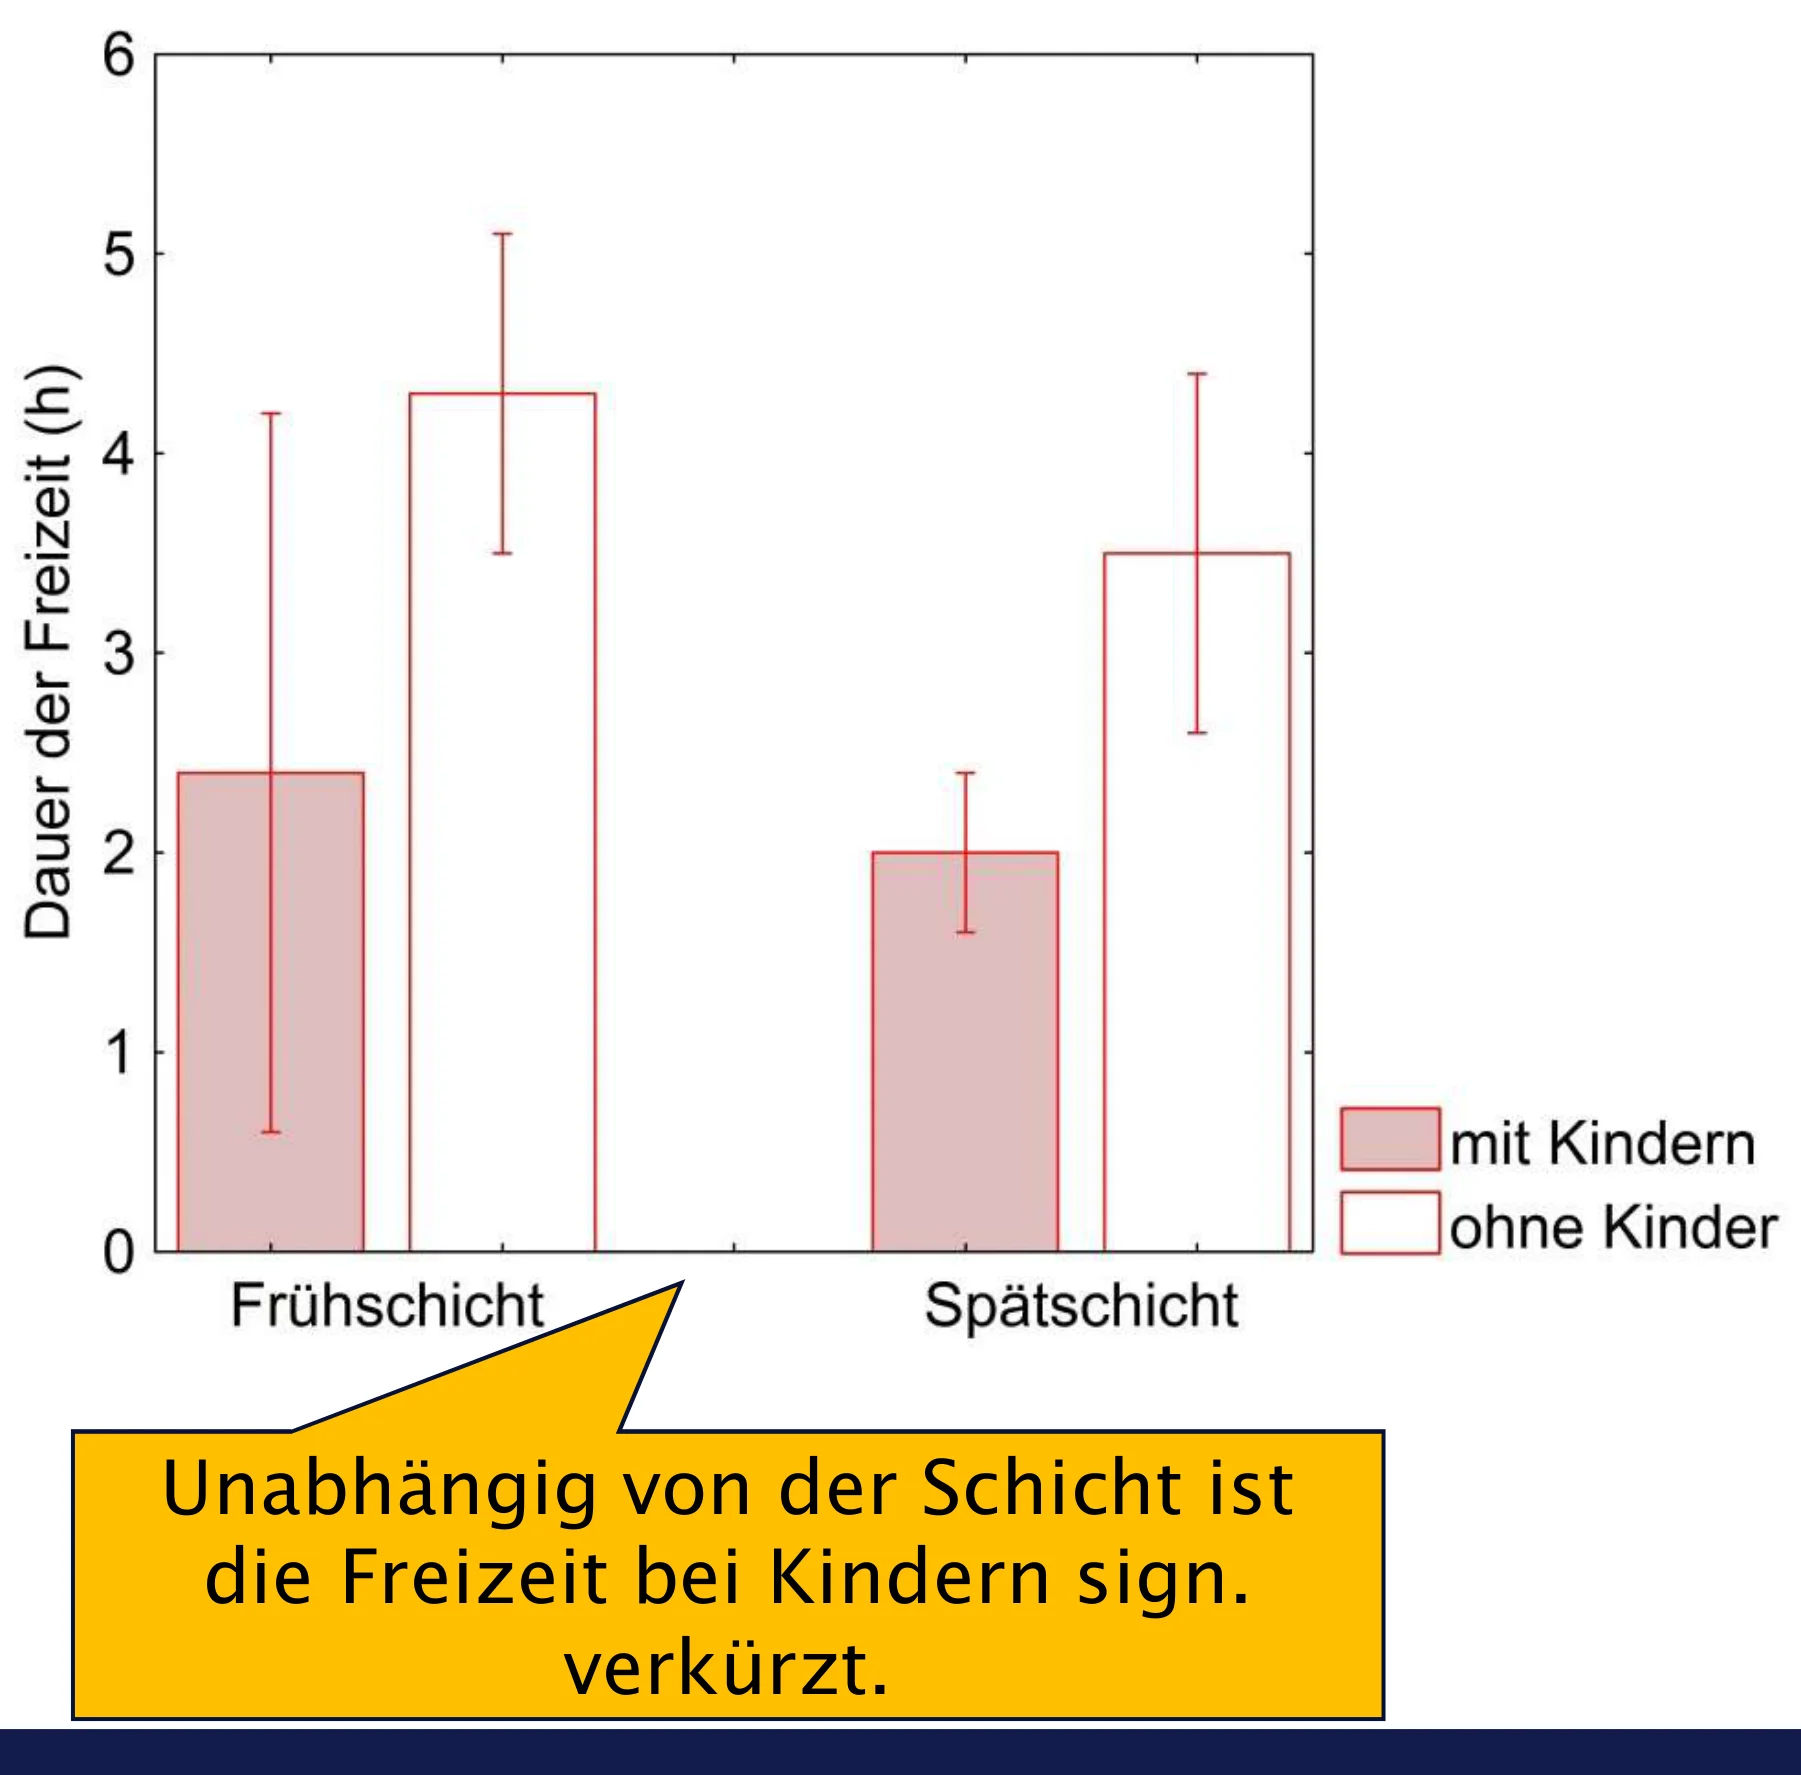 6
5
4
3
2
1
0
Dauer der Freizeit (h)
Frühschicht
Spätschicht
mit Kindern
ohne Kinder
Unabhängig von der Schicht ist
die Freizeit bei Kindern sign.
verkürzt.